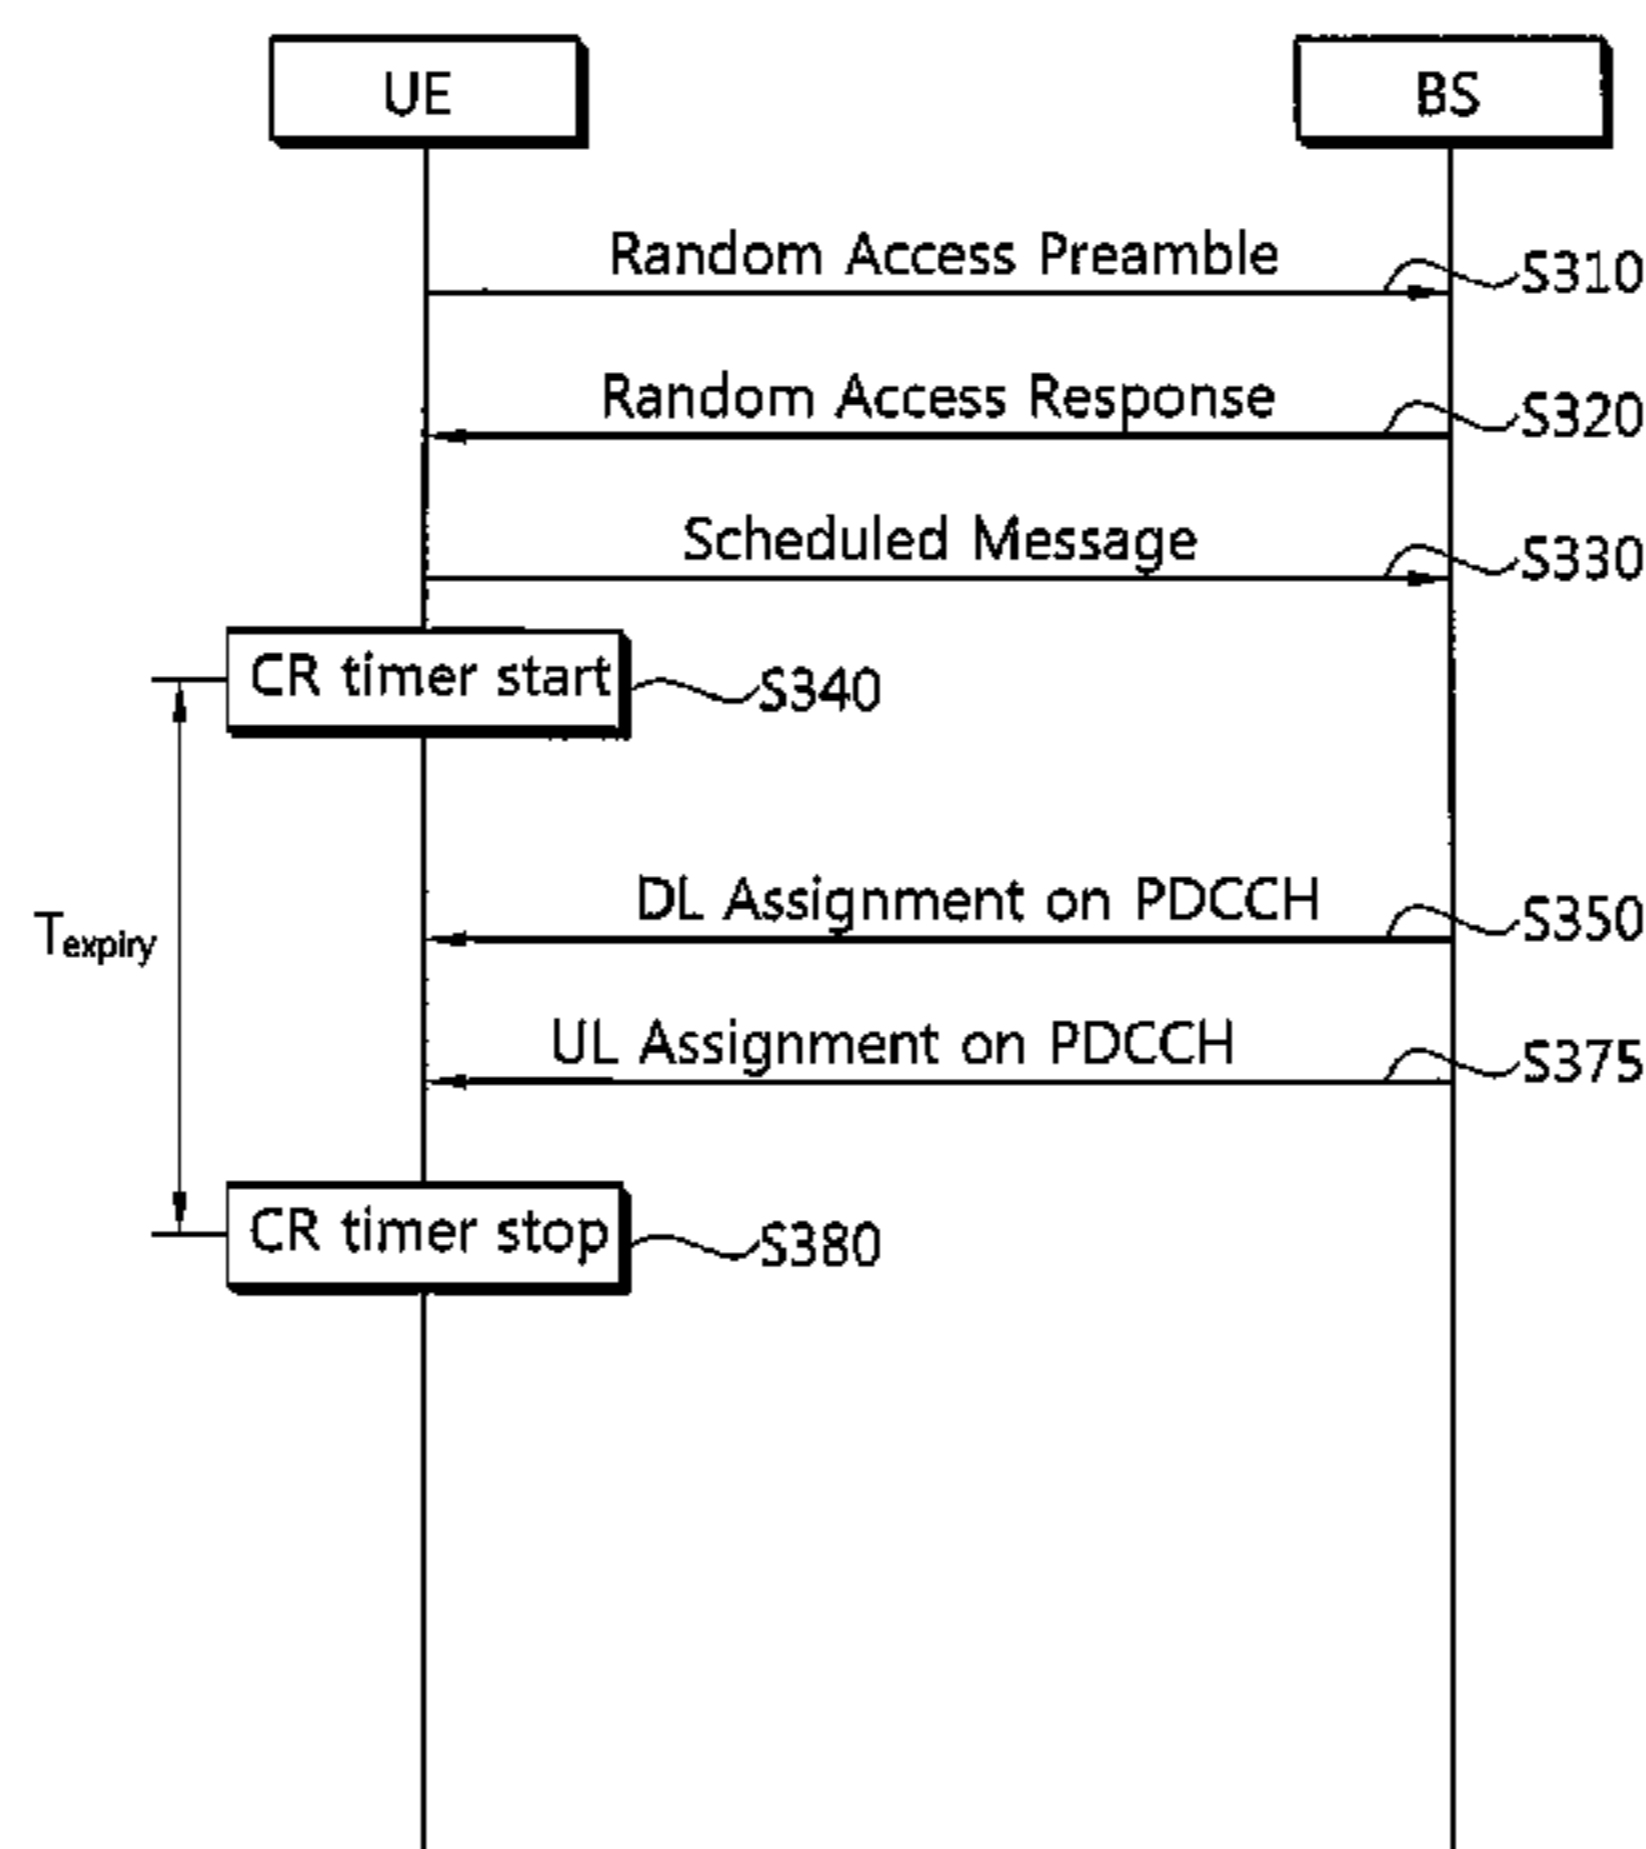 UE
BS
Random Access Preamble
S310
Random Access Response
S320
Scheduled Message
S330
CR timer start
S340
DL Assignment on PDCCH
S350
Texpiry
UL Assignment on PDCCH
S375
CR timer stop
S380